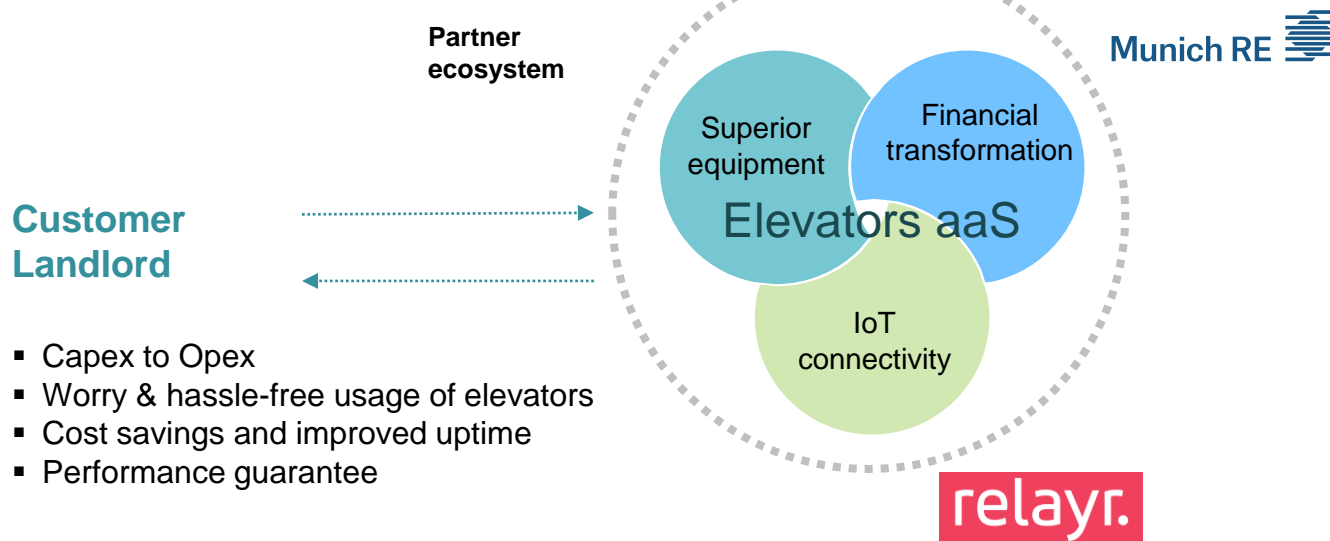 Partner
ecosystem
Munich RE
Superior
equipment
Financial
transformation
Elevators aaS
Customer
Landlord
IoT
connectivity
▪ Capex to Opex
▪ Worry & hassle-free usage of elevators
▪ Cost savings and improved uptime
▪ Performance guarantee
relayr.